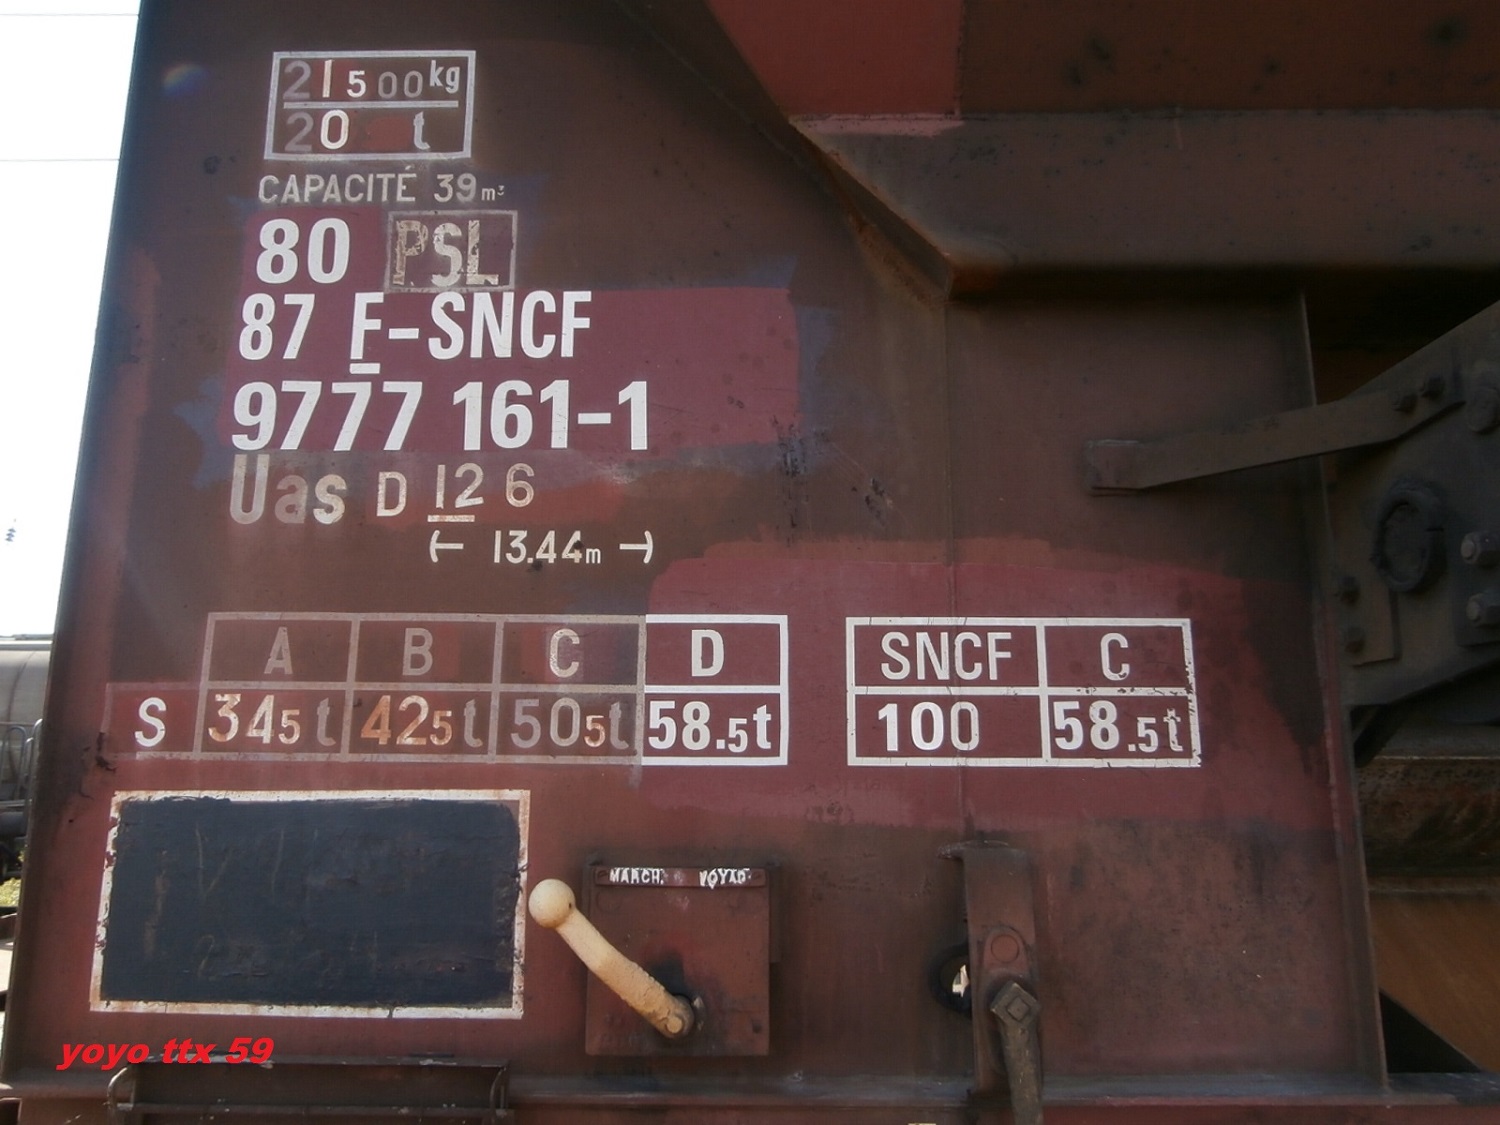 21500kg
20 t
CAPACITÉ 39m³
80 PSL
87 F-SNCF
9777 161-1
Uas D 12 6
13.44m
A B C D
S 345t 425t 505t 58.5t
SNCF C
100 58.5t
MARCH. VOYAG.
yoyo ttx 59